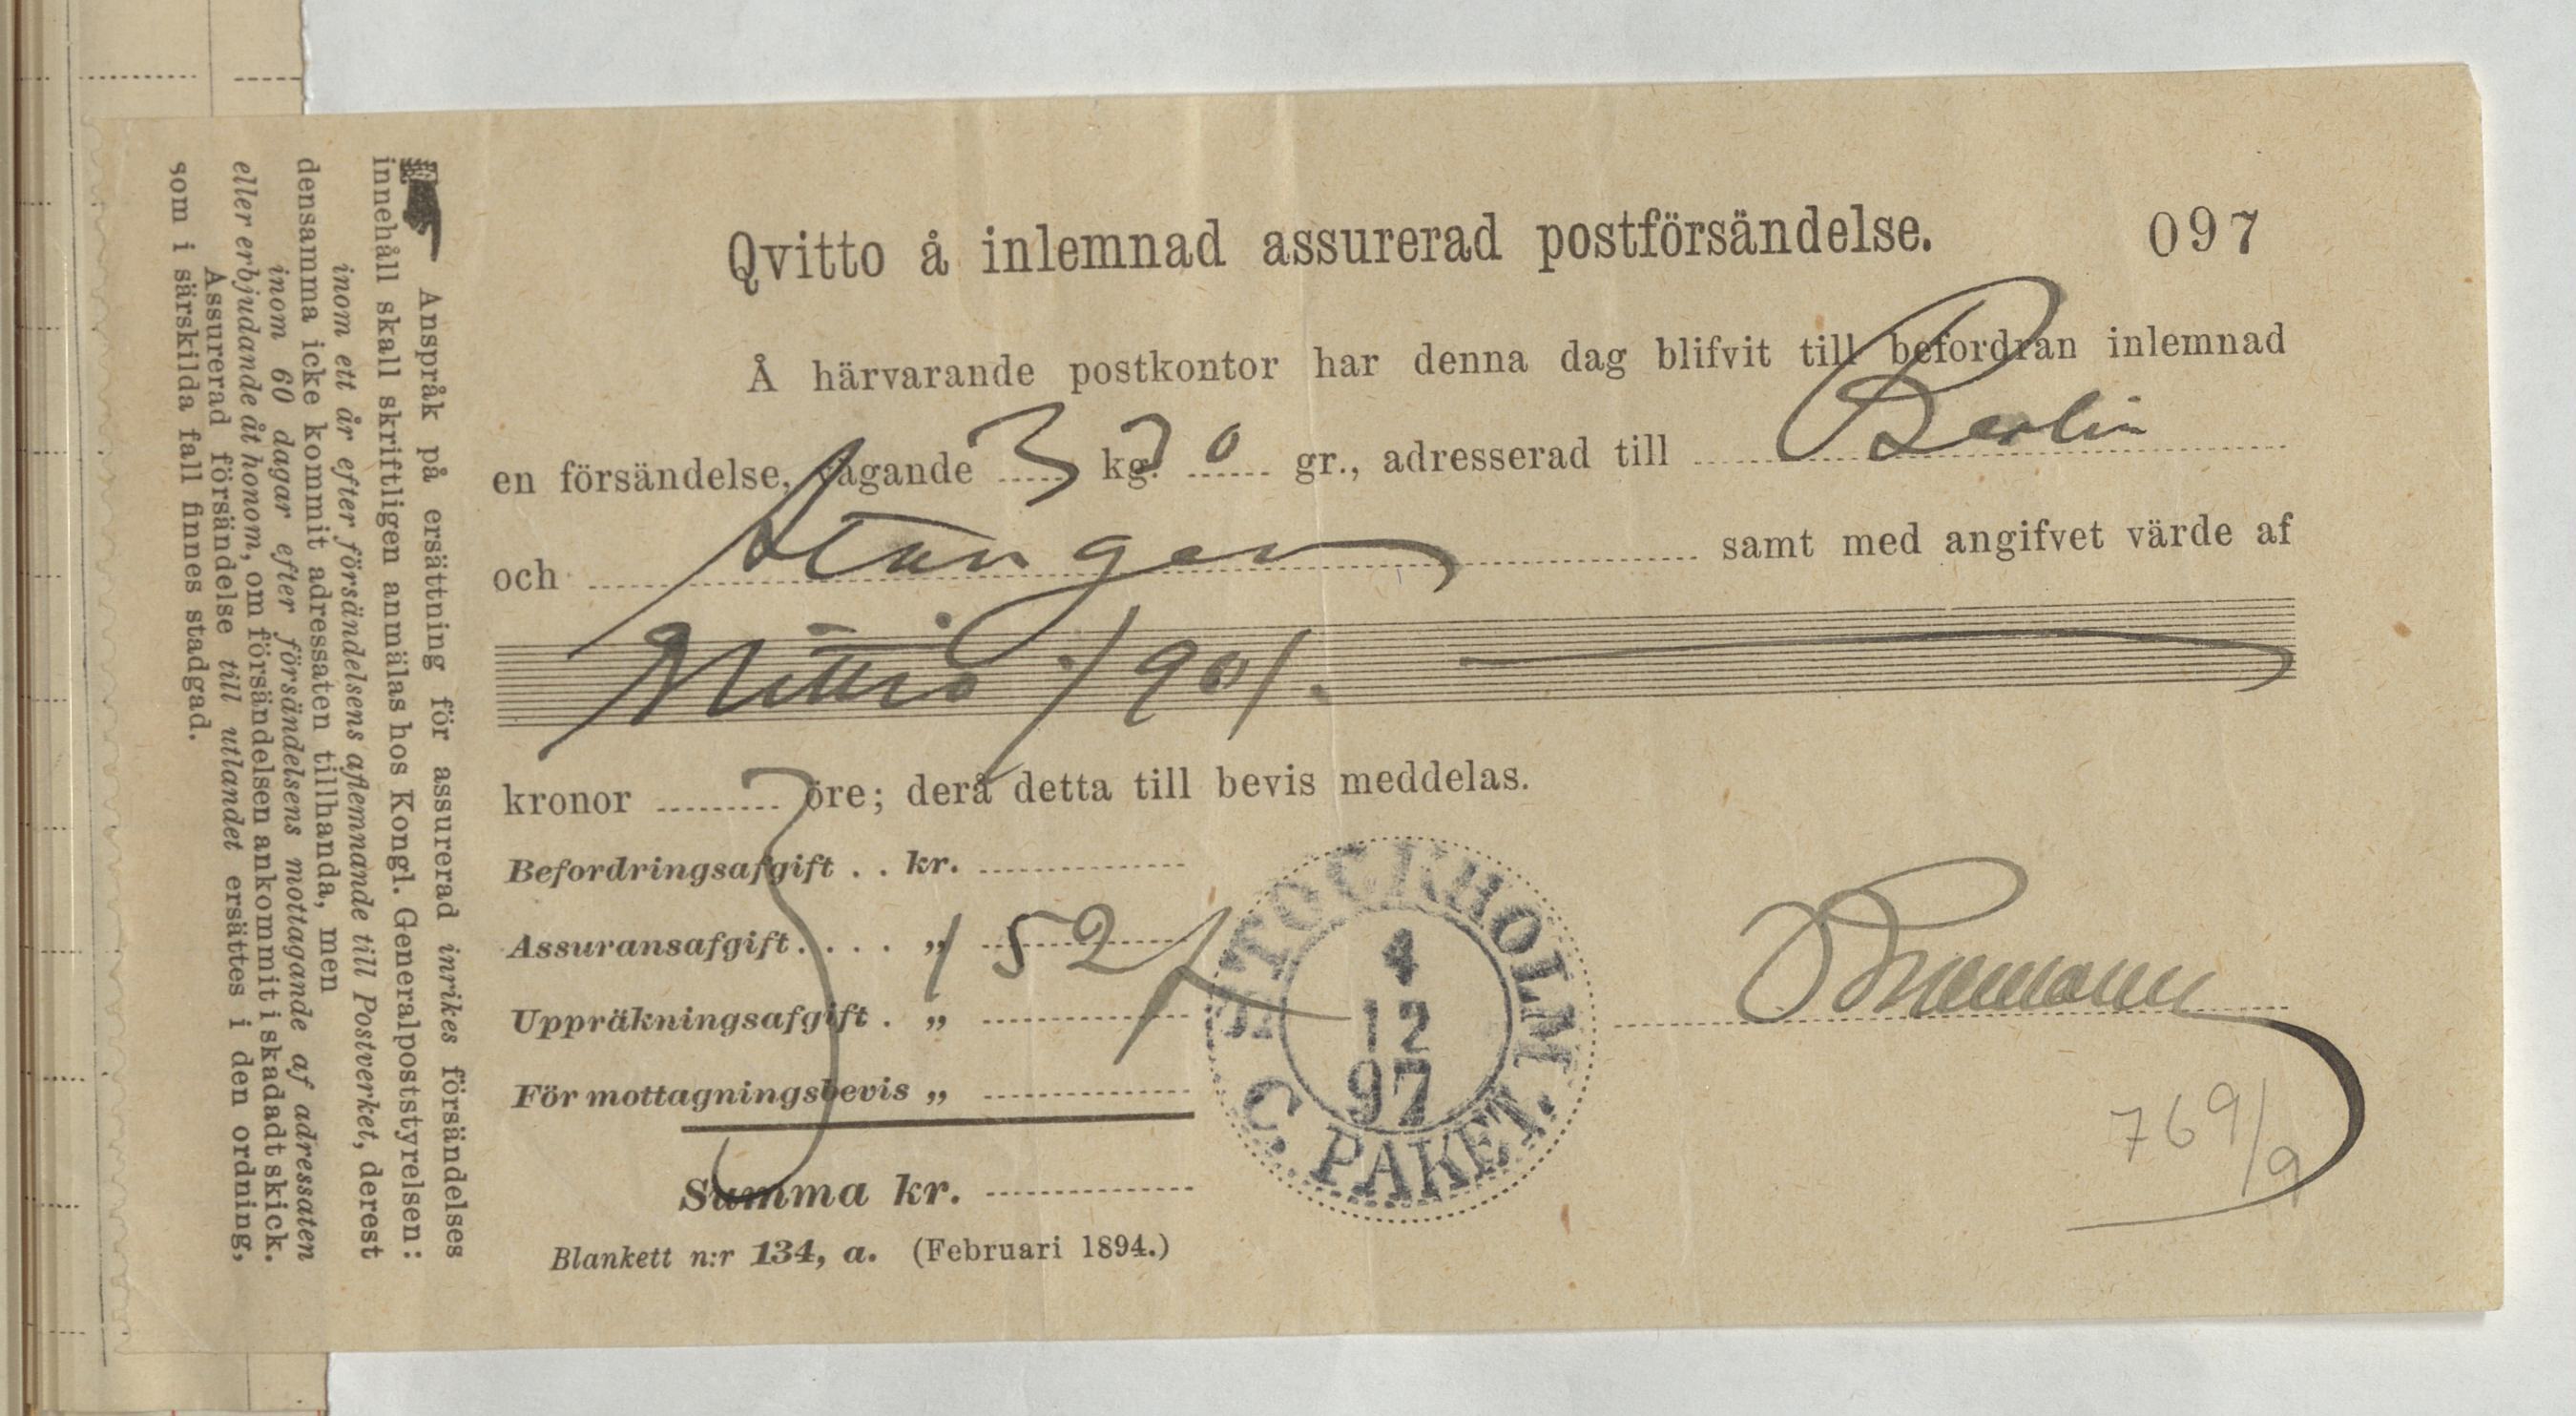 Qvitto å inlemnad assurerad postförsändelse. 097
Å härvarande postkontor har denna dag blifvit till befordran inlemnad
en försändelse, vägande 3 kg. 30 gr., adresserad till Berlin
och Stangen samt med angifvet värde af
1901.
kronor öre; derå detta till bevis meddelas.
Befordringsafgift . . kr.
Assuransafgift . . . . „ 1 52
Uppräkningsafgift . „
För mottagningsbevis „
Summa kr.
Blankett n:r 134, a. (Februari 1894.)
STOCKHOLM
4
12
97
C. PAKET.
769/9
Anspråk på ersättning för assurerad inrikes försändelses
innehåll skall skriftligen anmälas hos Kongl. Generalpoststyrelsen:
inom ett år efter försändelsens aflemnande till Postverket, derest
densamma icke kommit adressaten tillhanda, men
inom 60 dagar efter försändelsens mottagande af adressaten
eller erbjudande åt honom, om försändelsen ankommit i skadadt skick.
Assurerad försändelse till utlandet ersättes i den ordning,
som i särskilda fall finnes stadgad.